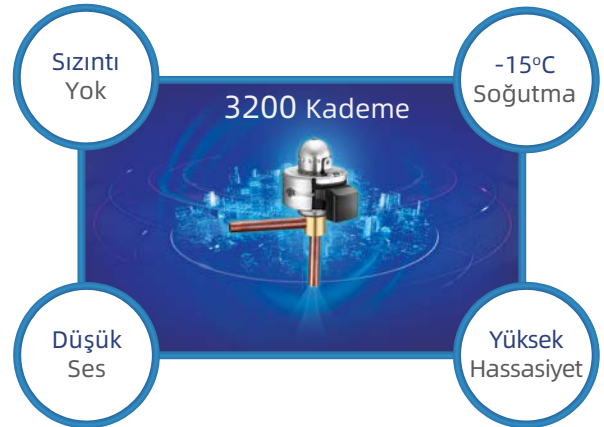 Sızıntı
Yok
-15°C
Soğutma
3200 Kademe
Düşük
Ses
Yüksek
Hassasiyet